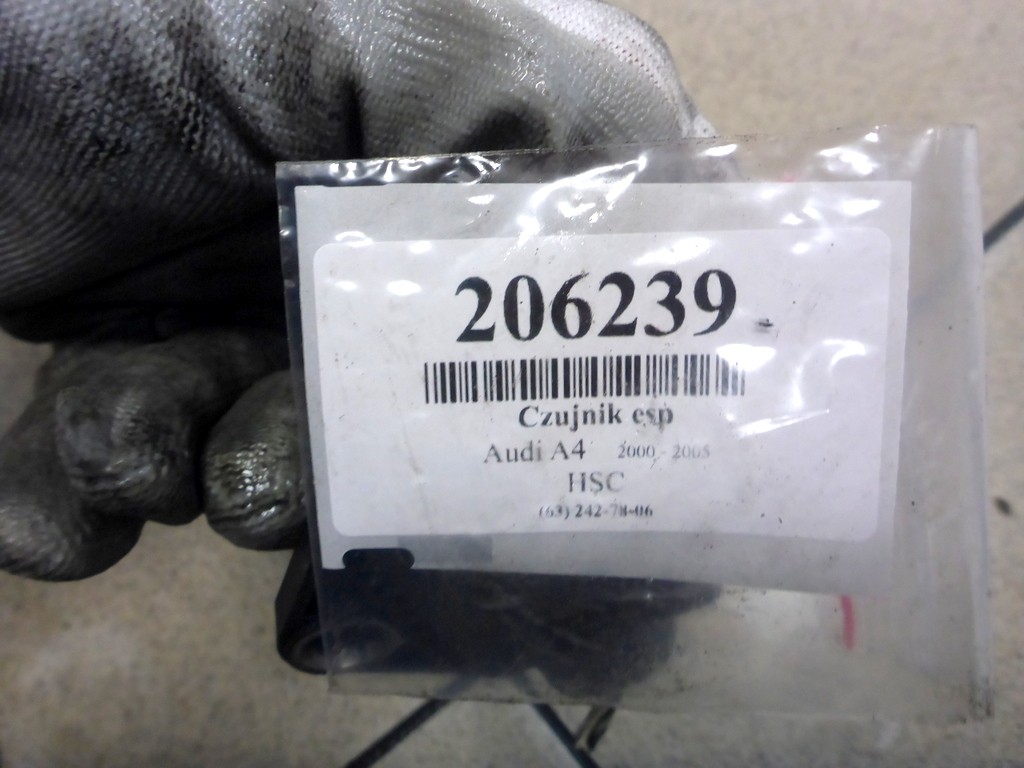 206239
Czujnik esp
Audi A4 2000 - 2005
HSC
(63) 242-78-06